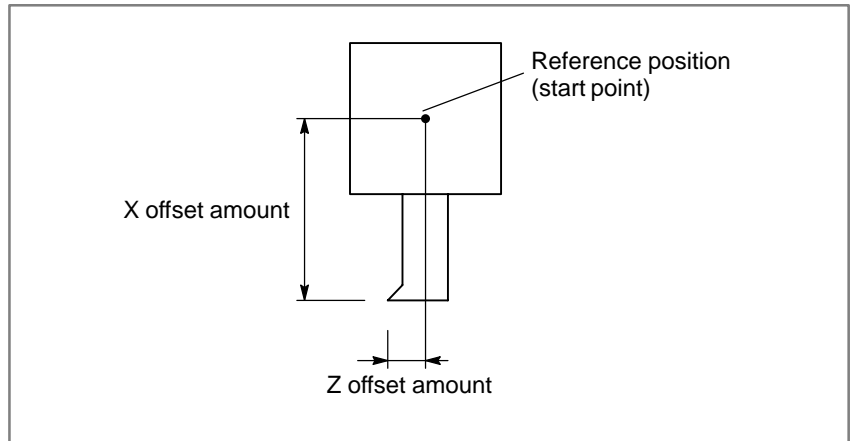 Reference position
(start point)
X offset amount
Z offset amount